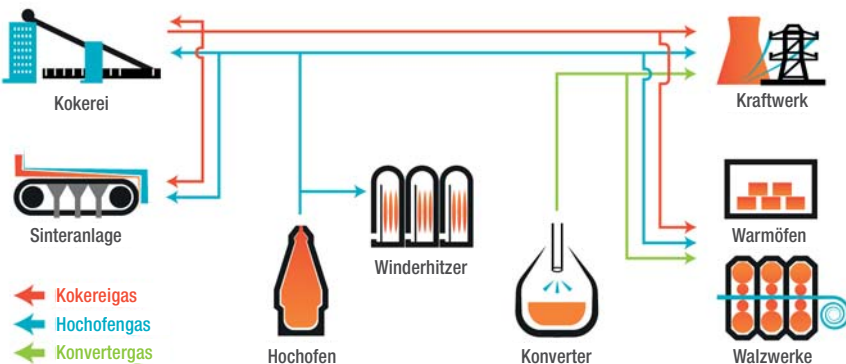 Kokerei
Kraftwerk
Sinteranlage
Winderhitzer
Warmöfen
Kokereigas
Hochofengas
Konvertergas
Hochofen
Konverter
Walzwerke